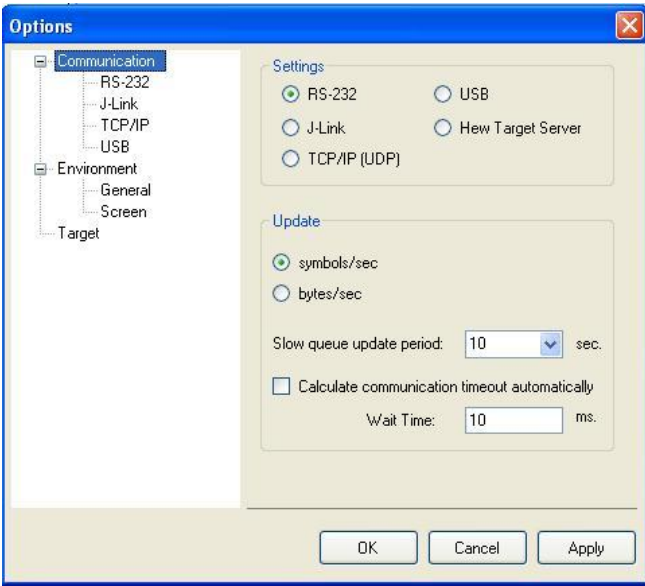 Options
Communication
RS-232
J-Link
TCP/IP
USB
Environment
General
Screen
Target
Settings
RS-232 USB
J-Link Hew Target Server
TCP/IP (UDP)
Update
symbols/sec
bytes/sec
Slow queue update period: 10 sec.
Calculate communication timeout automatically
Wait Time: 10 ms.
OK Cancel Apply